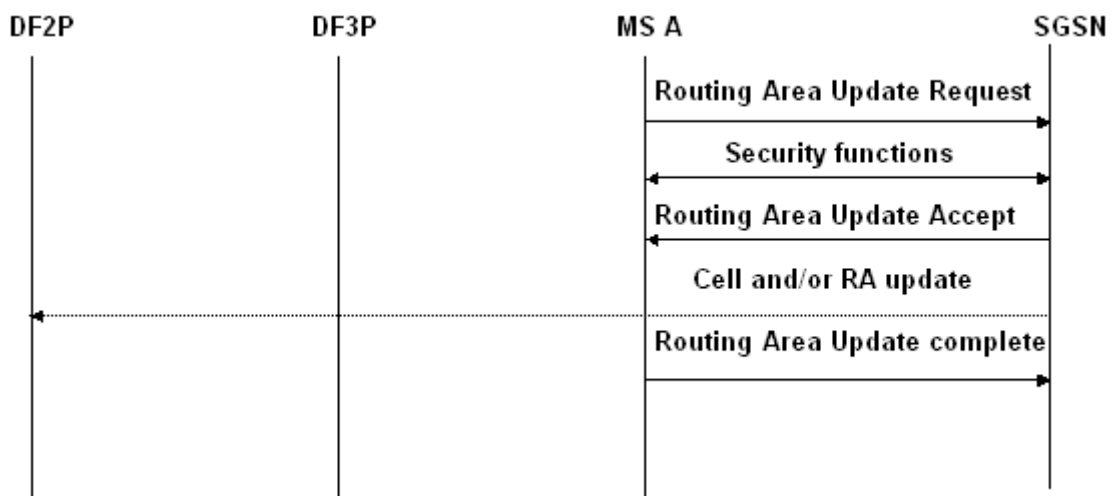 DF2P DF3P MS A SGSN
Routing Area Update Request
Security functions
Routing Area Update Accept
Cell and/or RA update
Routing Area Update complete